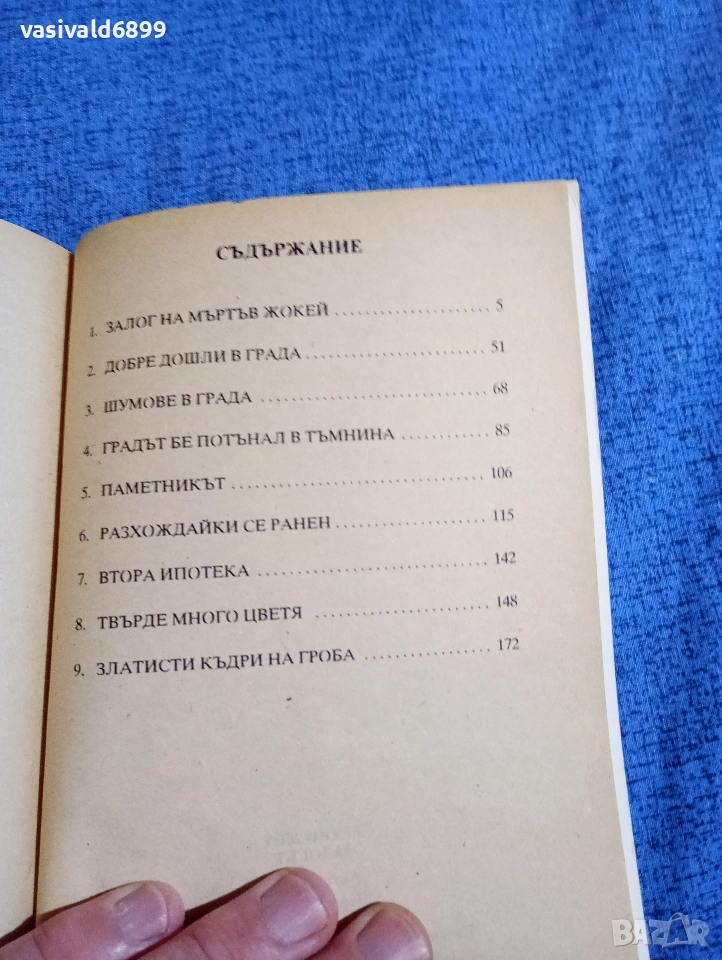 vasivald6899
СЪДЪРЖАНИЕ
1. ЗАЛОГ НА МЪРТЪВ ЖОКЕЙ ........................ 5
2. ДОБРЕ ДОШЛИ В ГРАДА ........................ 51
3. ШУМОВЕ В ГРАДА ........................ 68
4. ГРАДЪТ БЕ ПОТЪНАЛ В ТЪМНИНА ............ 85
5. ПАМЕТНИКЪТ ........................ 106
6. РАЗХОЖДАЙКИ СЕ РАНЕН ........................ 115
7. ВТОРА ИПОТЕКА ........................ 142
8. ТВЪРДЕ МНОГО ЦВЕТЯ ........................ 148
9. ЗЛАТИСТИ КЪДРИ НА ГРОБА .................. 172
BAZAR